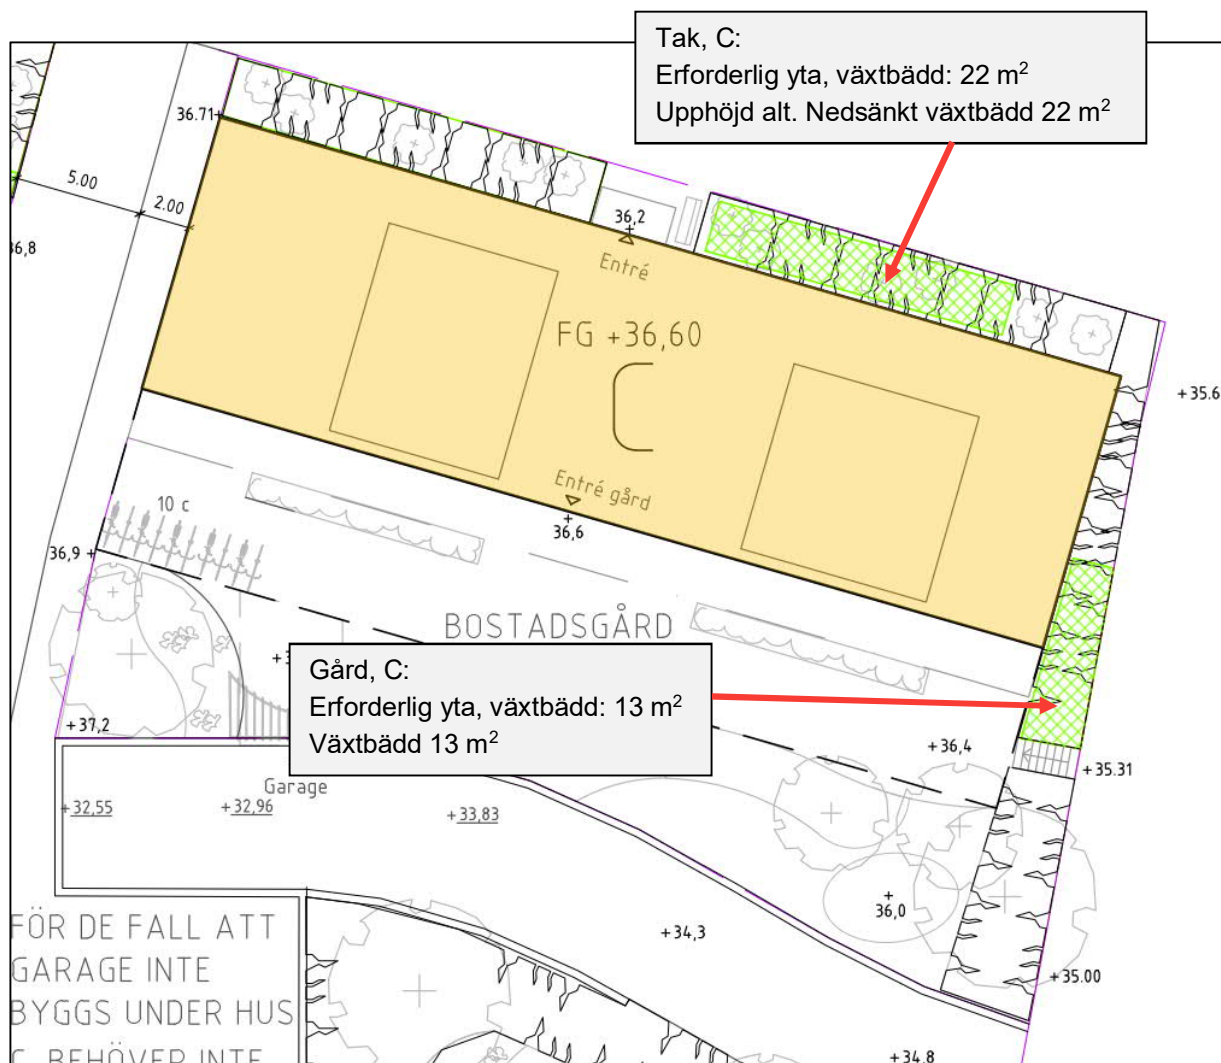 Tak, C:
Erforderlig yta, växtbädd: 22 m²
Upphöjd alt. Nedsänkt växtbädd 22 m²
36.71
5.00
2.00
36,2
Entré
FG +36,60
C
+35.6
Entré gård
36,6
10 c
36,9
BOSTADSGÅRD
Gård, C:
Erforderlig yta, växtbädd: 13 m²
Växtbädd 13 m²
+37,2
+36,4
+35.31
Garage
+32,55
+32,96
+33,83
36,0
+34,3
+35.00
FÖR DE FALL ATT
GARAGE INTE
BYGGS UNDER HUS
C BEHÖVER INTE
+34.8